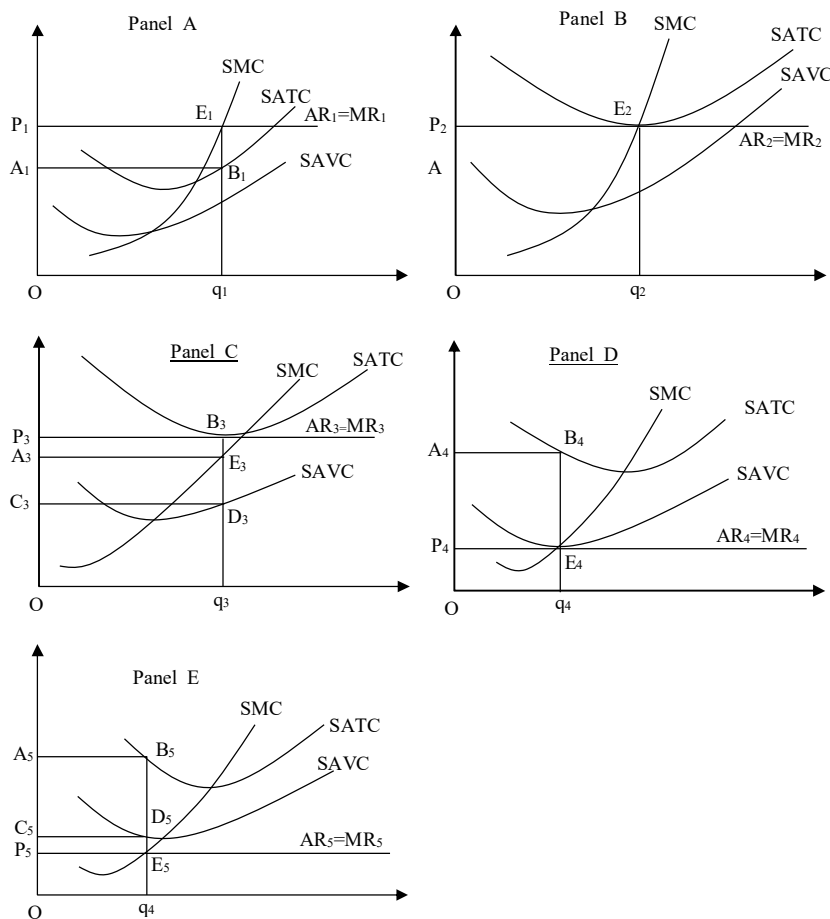 Panel A
SMC
SATC
E1
P1
AR1=MR1
A1
B1
SAVC
O
q1
Panel B
SMC
SATC
SAVC
E2
P2
AR2=MR2
A
O
q2
Panel C
SMC
SATC
B3
P3
AR3=MR3
A3
E3
SAVC
C3
D3
O
q3
Panel D
SMC
SATC
B4
A4
SAVC
P4
AR4=MR4
E4
O
q4
Panel E
SMC
SATC
A5
B5
SAVC
D5
C5
P5
AR5=MR5
E5
O
q4